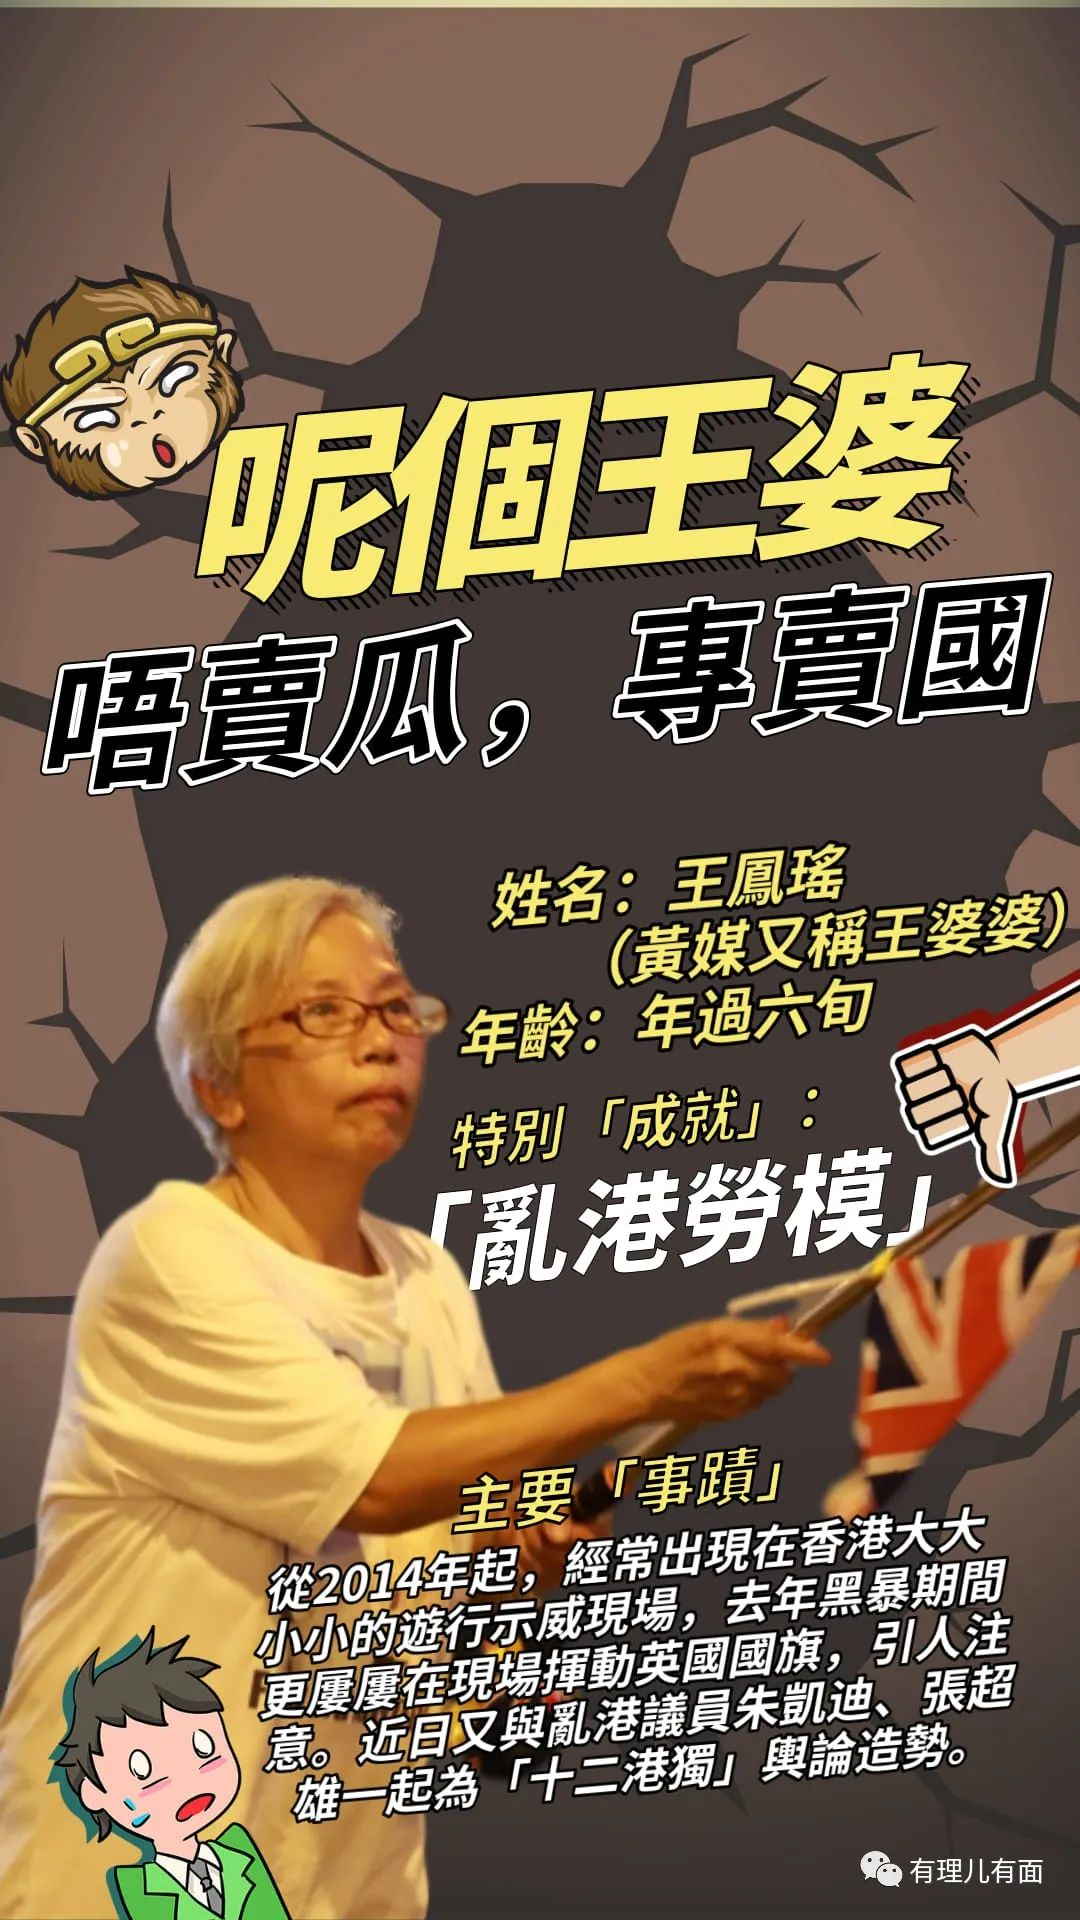 呢個王婆
唔賣瓜，專賣國
姓名：王鳳瑤
（黃媒又稱王婆婆）
年齡：年過六旬
特別「成就」：
「亂港勞模」
主要「事蹟」
從2014年起，經常出現在香港大大
小小的遊行示威現場，去年黑暴期間
更屢屢在現場揮動英國國旗，引人注
意。近日又與亂港議員朱凱迪、張超
雄一起為「十二港獨」輿論造勢。
有理儿有面